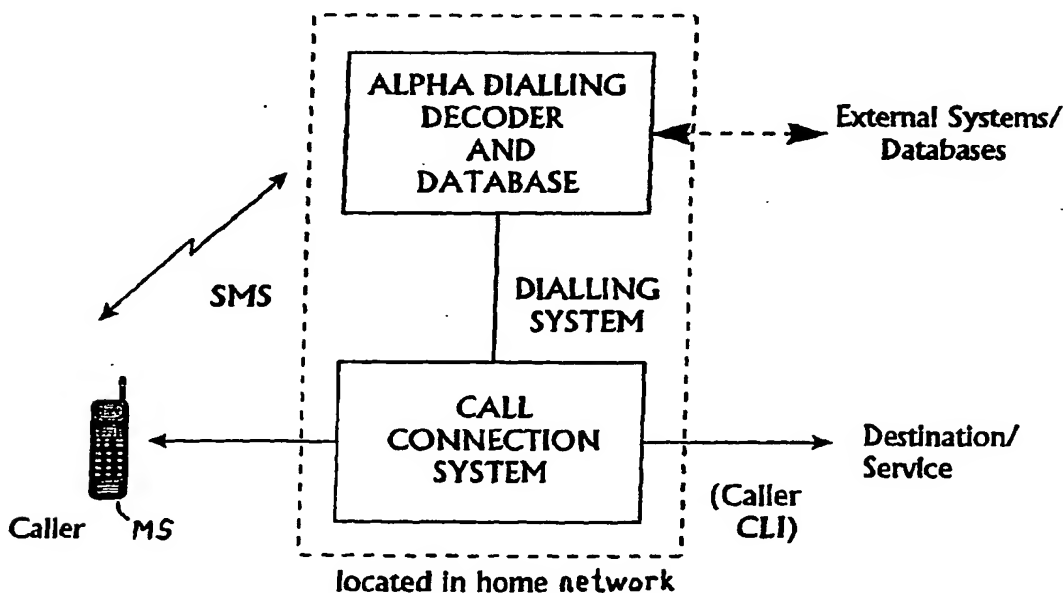 ALPHA DIALLING
DECODER
AND
DATABASE
External Systems/
Databases
SMS
DIALLING
SYSTEM
CALL
CONNECTION
SYSTEM
Destination/
Service
(Caller
CLI)
Caller
MS
located in home network